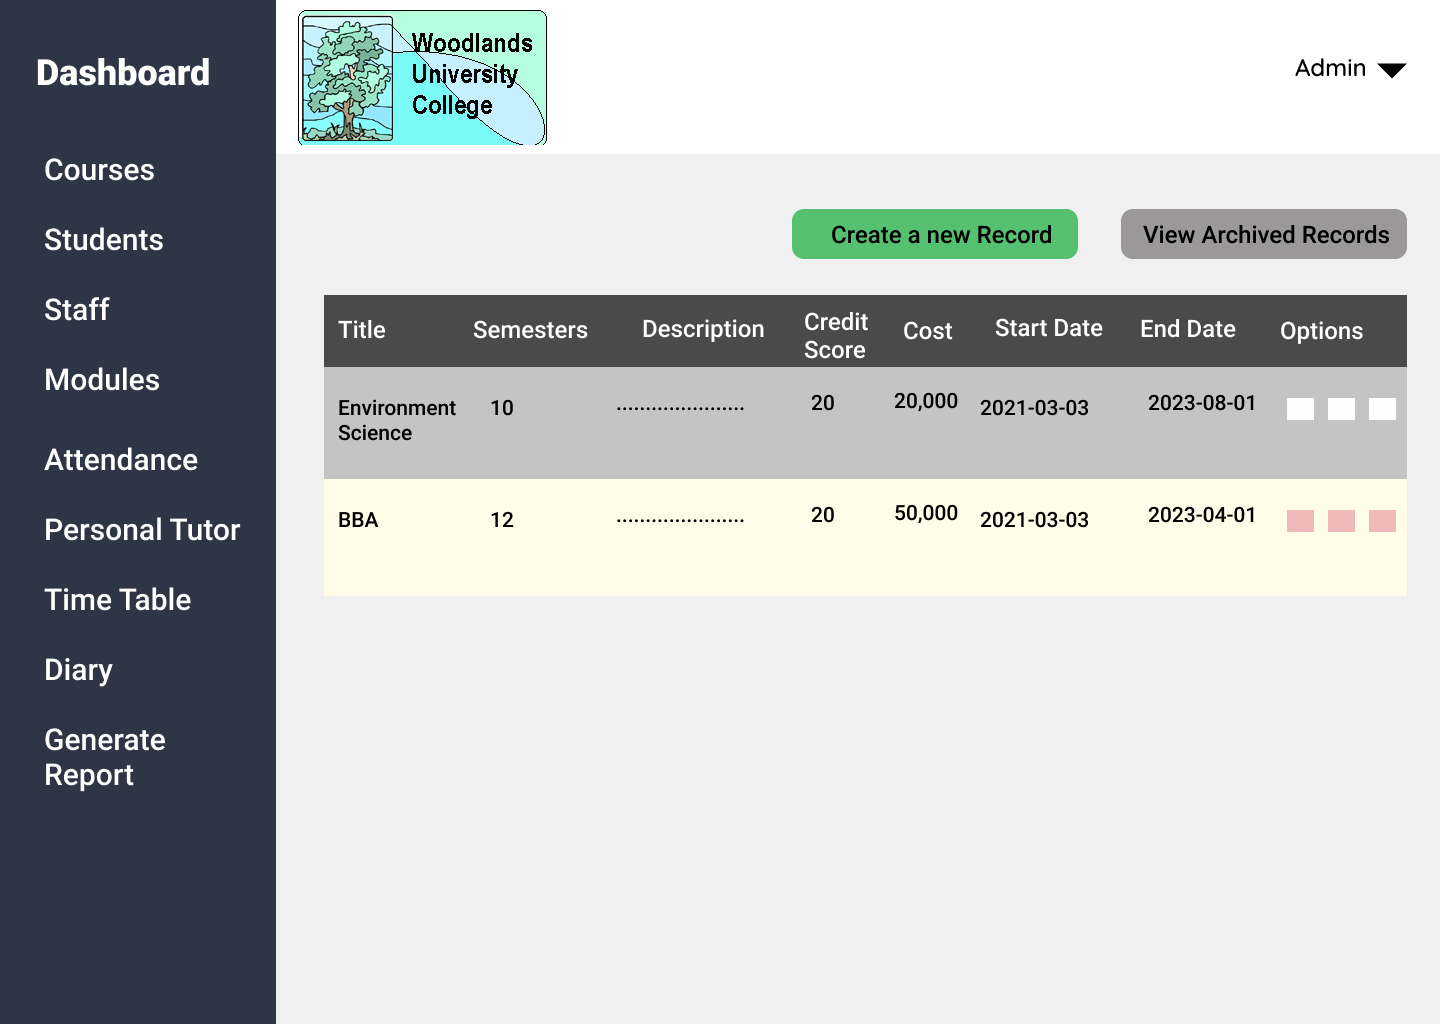 Dashboard
Courses
Students
Staff
Modules
Attendance
Personal Tutor
Time Table
Diary
Generate
Report
Woodlands
University
College
Admin
Create a new Record
View Archived Records
Title Semesters Description Credit Score Cost Start Date End Date Options
Environment Science 10 ...................... 20 20,000 2021-03-03 2023-08-01
BBA 12 ...................... 20 50,000 2021-03-03 2023-04-01